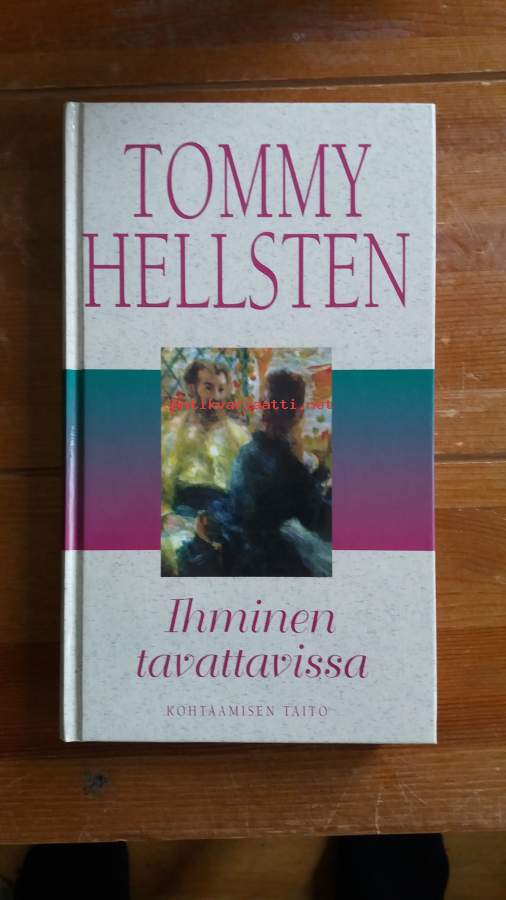 TOMMY
HELLSTEN
antikvariaatti.net
Ihminen
tavattavissa
KOHTAAMISEN TAITO